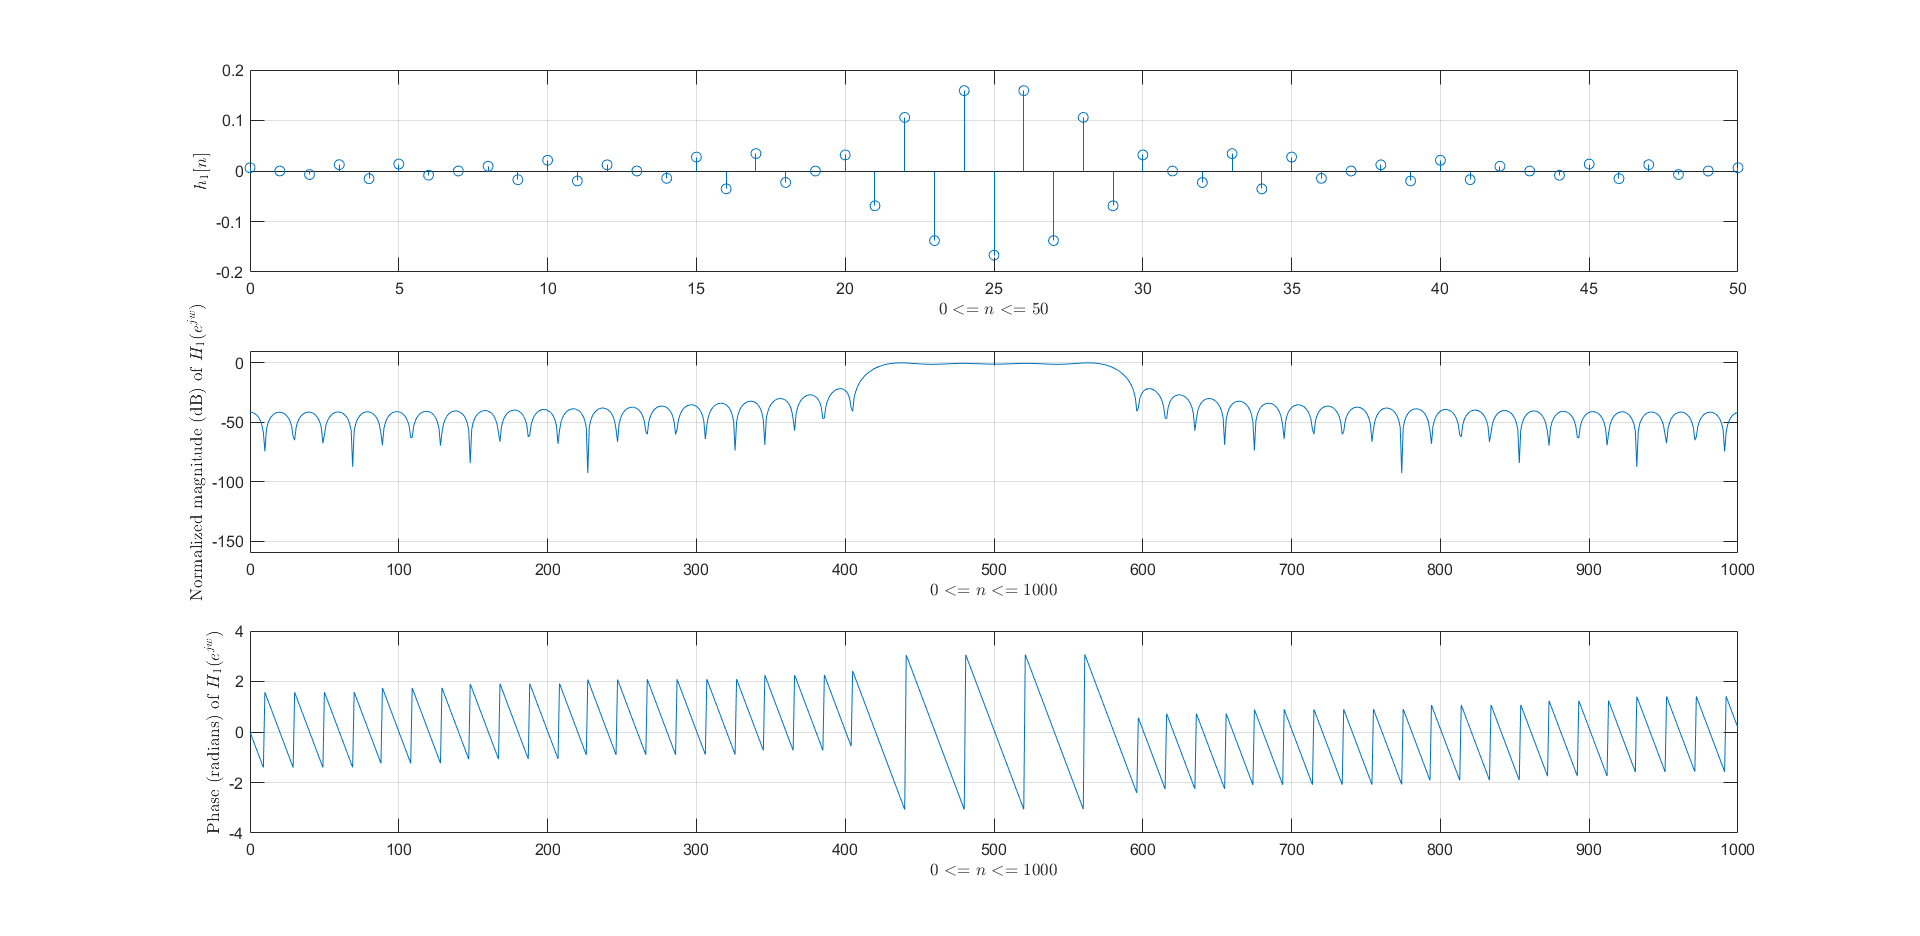 0.2
0.1
0
-0.1
-0.2
h₁[n]
0 5 10 15 20 25 30 35 40 45 50
0 <= n <= 50
0
-50
-100
-150
Normalized magnitude (dB) of H₁(e^{jw})
0 100 200 300 400 500 600 700 800 900 1000
0 <= n <= 1000
4
2
0
-2
-4
Phase (radians) of H₁(e^{jw})
0 100 200 300 400 500 600 700 800 900 1000
0 <= n <= 1000